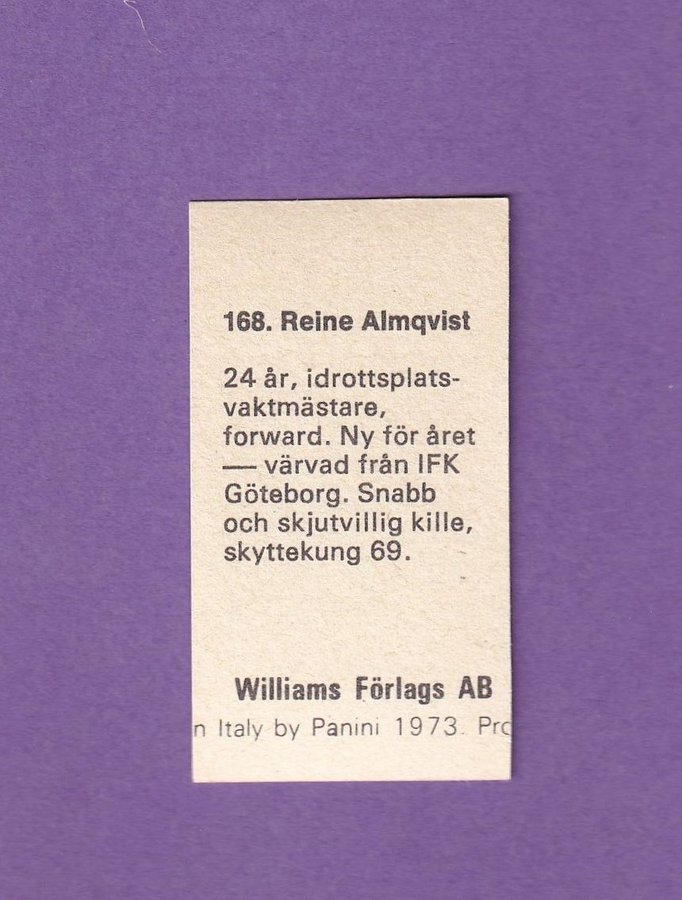 168. Reine Almqvist
24 år, idrottsplats-
vaktmästare,
forward. Ny för året
— värvad från IFK
Göteborg. Snabb
och skjutvillig kille,
skyttekung 69.
Williams Förlags AB
n Italy by Panini 1973. Pro